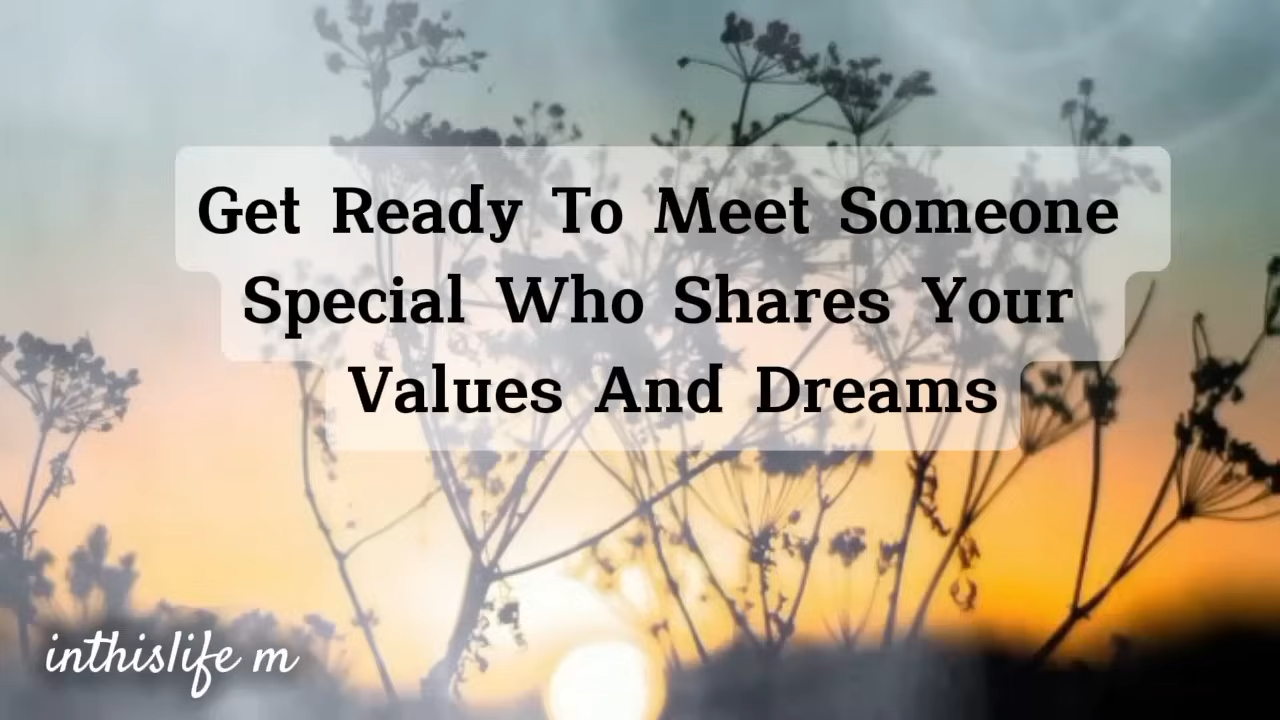 Get Ready To Meet Someone
Special Who Shares Your
Values And Dreams
inthislife m